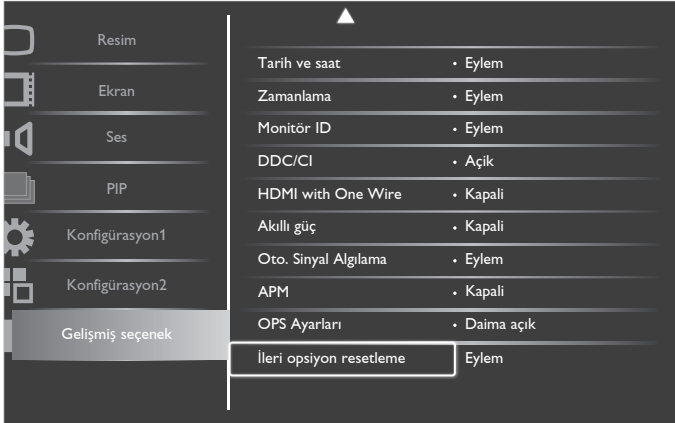 Resim
Ekran
Ses
PIP
Konfigürasyon1
Konfigürasyon2
Gelişmiş seçenek
Tarih ve saat • Eylem
Zamanlama • Eylem
Monitör ID • Eylem
DDC/CI • Açik
HDMI with One Wire • Kapali
Akıllı güç • Kapali
Oto. Sinyal Algılama • Eylem
APM • Kapali
OPS Ayarları • Daima açık
İleri opsiyon resetleme Eylem